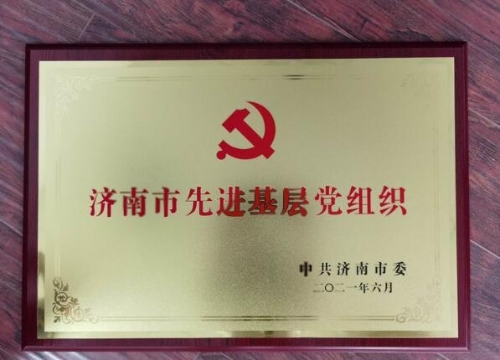 济南市先进基层党组织
中共济南市委
二〇二一年六月